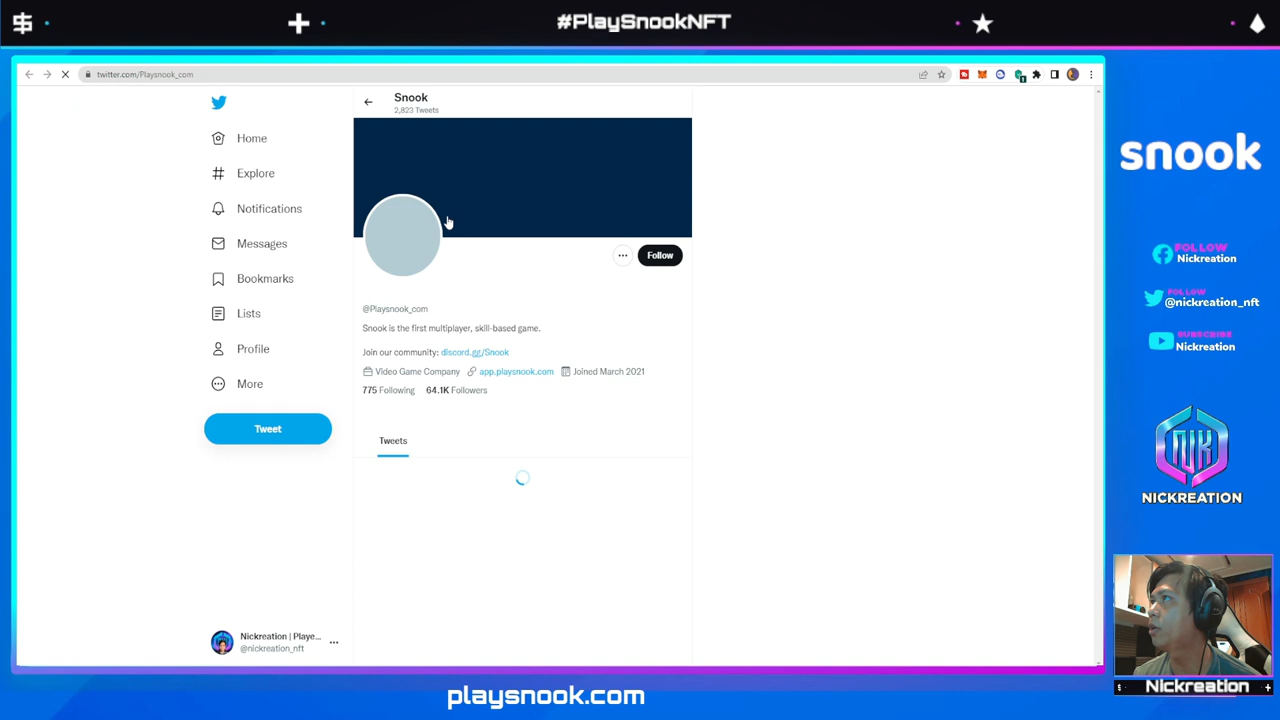 #PlaySnookNFT
twitter.com/Playsnook_com
Snook
2,823 Tweets
Home
Explore
Notifications
Messages
Bookmarks
Lists
Profile
More
Tweet
Nickreation | Playe...
@nickreation_nft
Follow
@Playsnook_com
Snook is the first multiplayer, skill-based game.
Join our community: discord.gg/Snook
Video Game Company app.playsnook.com Joined March 2021
775 Following 64.1K Followers
Tweets
snook
FOLLOW
Nickreation
FOLLOW
@nickreation_nft
SUBSCRIBE
Nickreation
NK
NICKREATION
Nickreation
playsnook.com